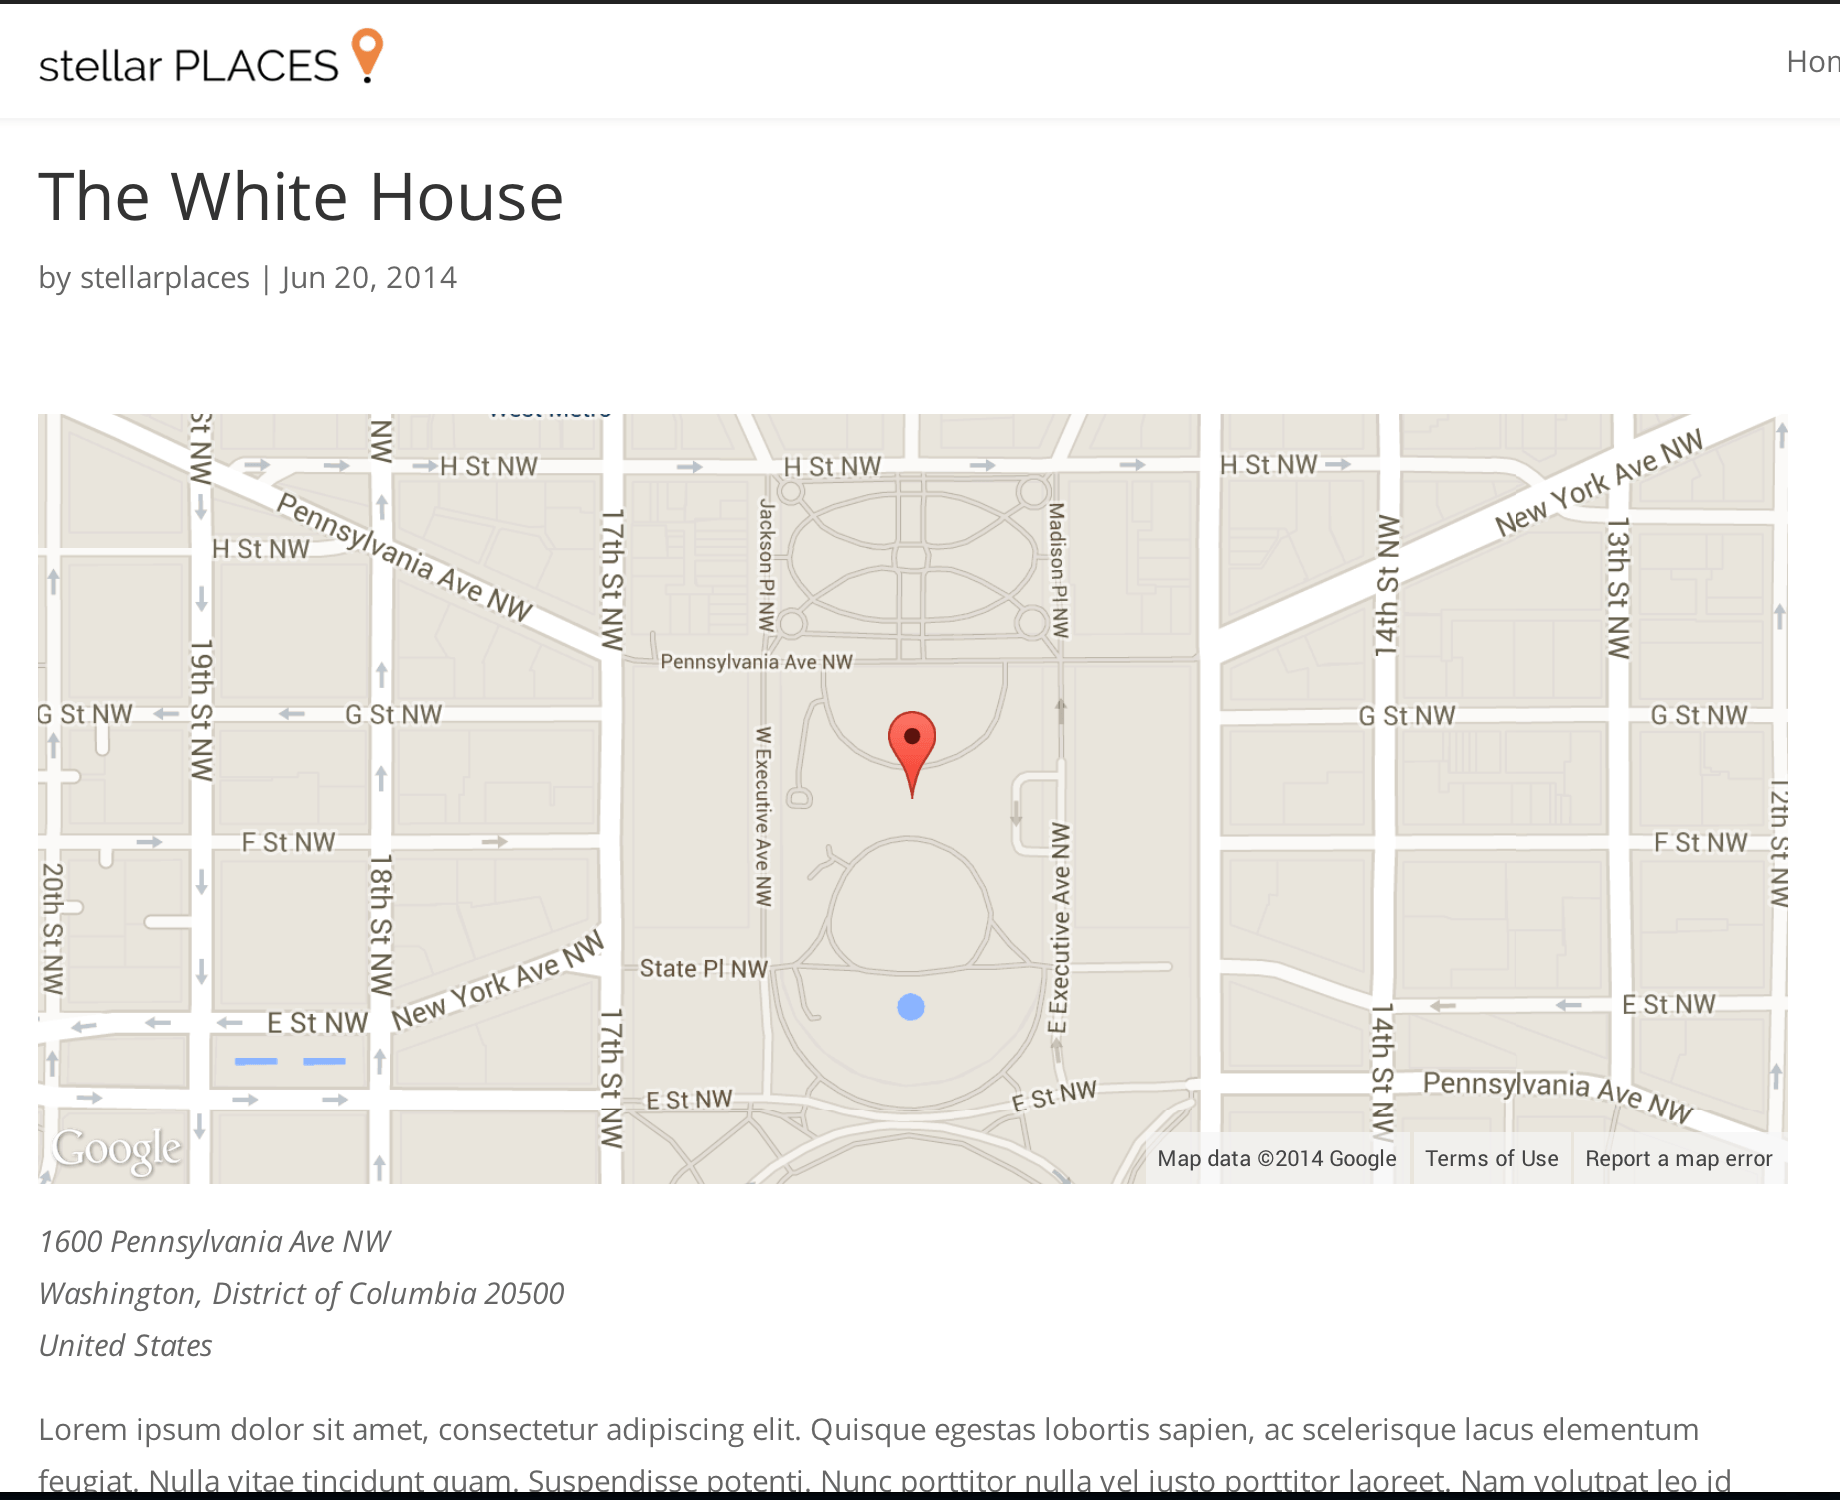 stellar PLACES
The White House
by stellarplaces | Jun 20, 2014
West Metro
St NW
NW
H St NW
H St NW
H St NW
New York Ave NW
Pennsylvania Ave NW
H St NW
17th St NW
Jackson Pl NW
Madison Pl NW
14th St NW
13th St NW
19th St NW
Pennsylvania Ave NW
G St NW
G St NW
G St NW
G St NW
W Executive Ave NW
12th St NW
F St NW
E Executive Ave NW
F St NW
20th St NW
18th St NW
New York Ave NW
State Pl NW
E St NW
17th St NW
14th St NW
E St NW
E St NW
E St NW
Pennsylvania Ave NW
Google
Map data ©2014 Google
Terms of Use
Report a map error
1600 Pennsylvania Ave NW
Washington, District of Columbia 20500
United States
Lorem ipsum dolor sit amet, consectetur adipiscing elit. Quisque egestas lobortis sapien, ac scelerisque lacus elementum
feugiat. Nulla vitae tincidunt quam. Suspendisse potenti. Nunc porttitor nulla vel justo porttitor laoreet. Nam volutpat leo id